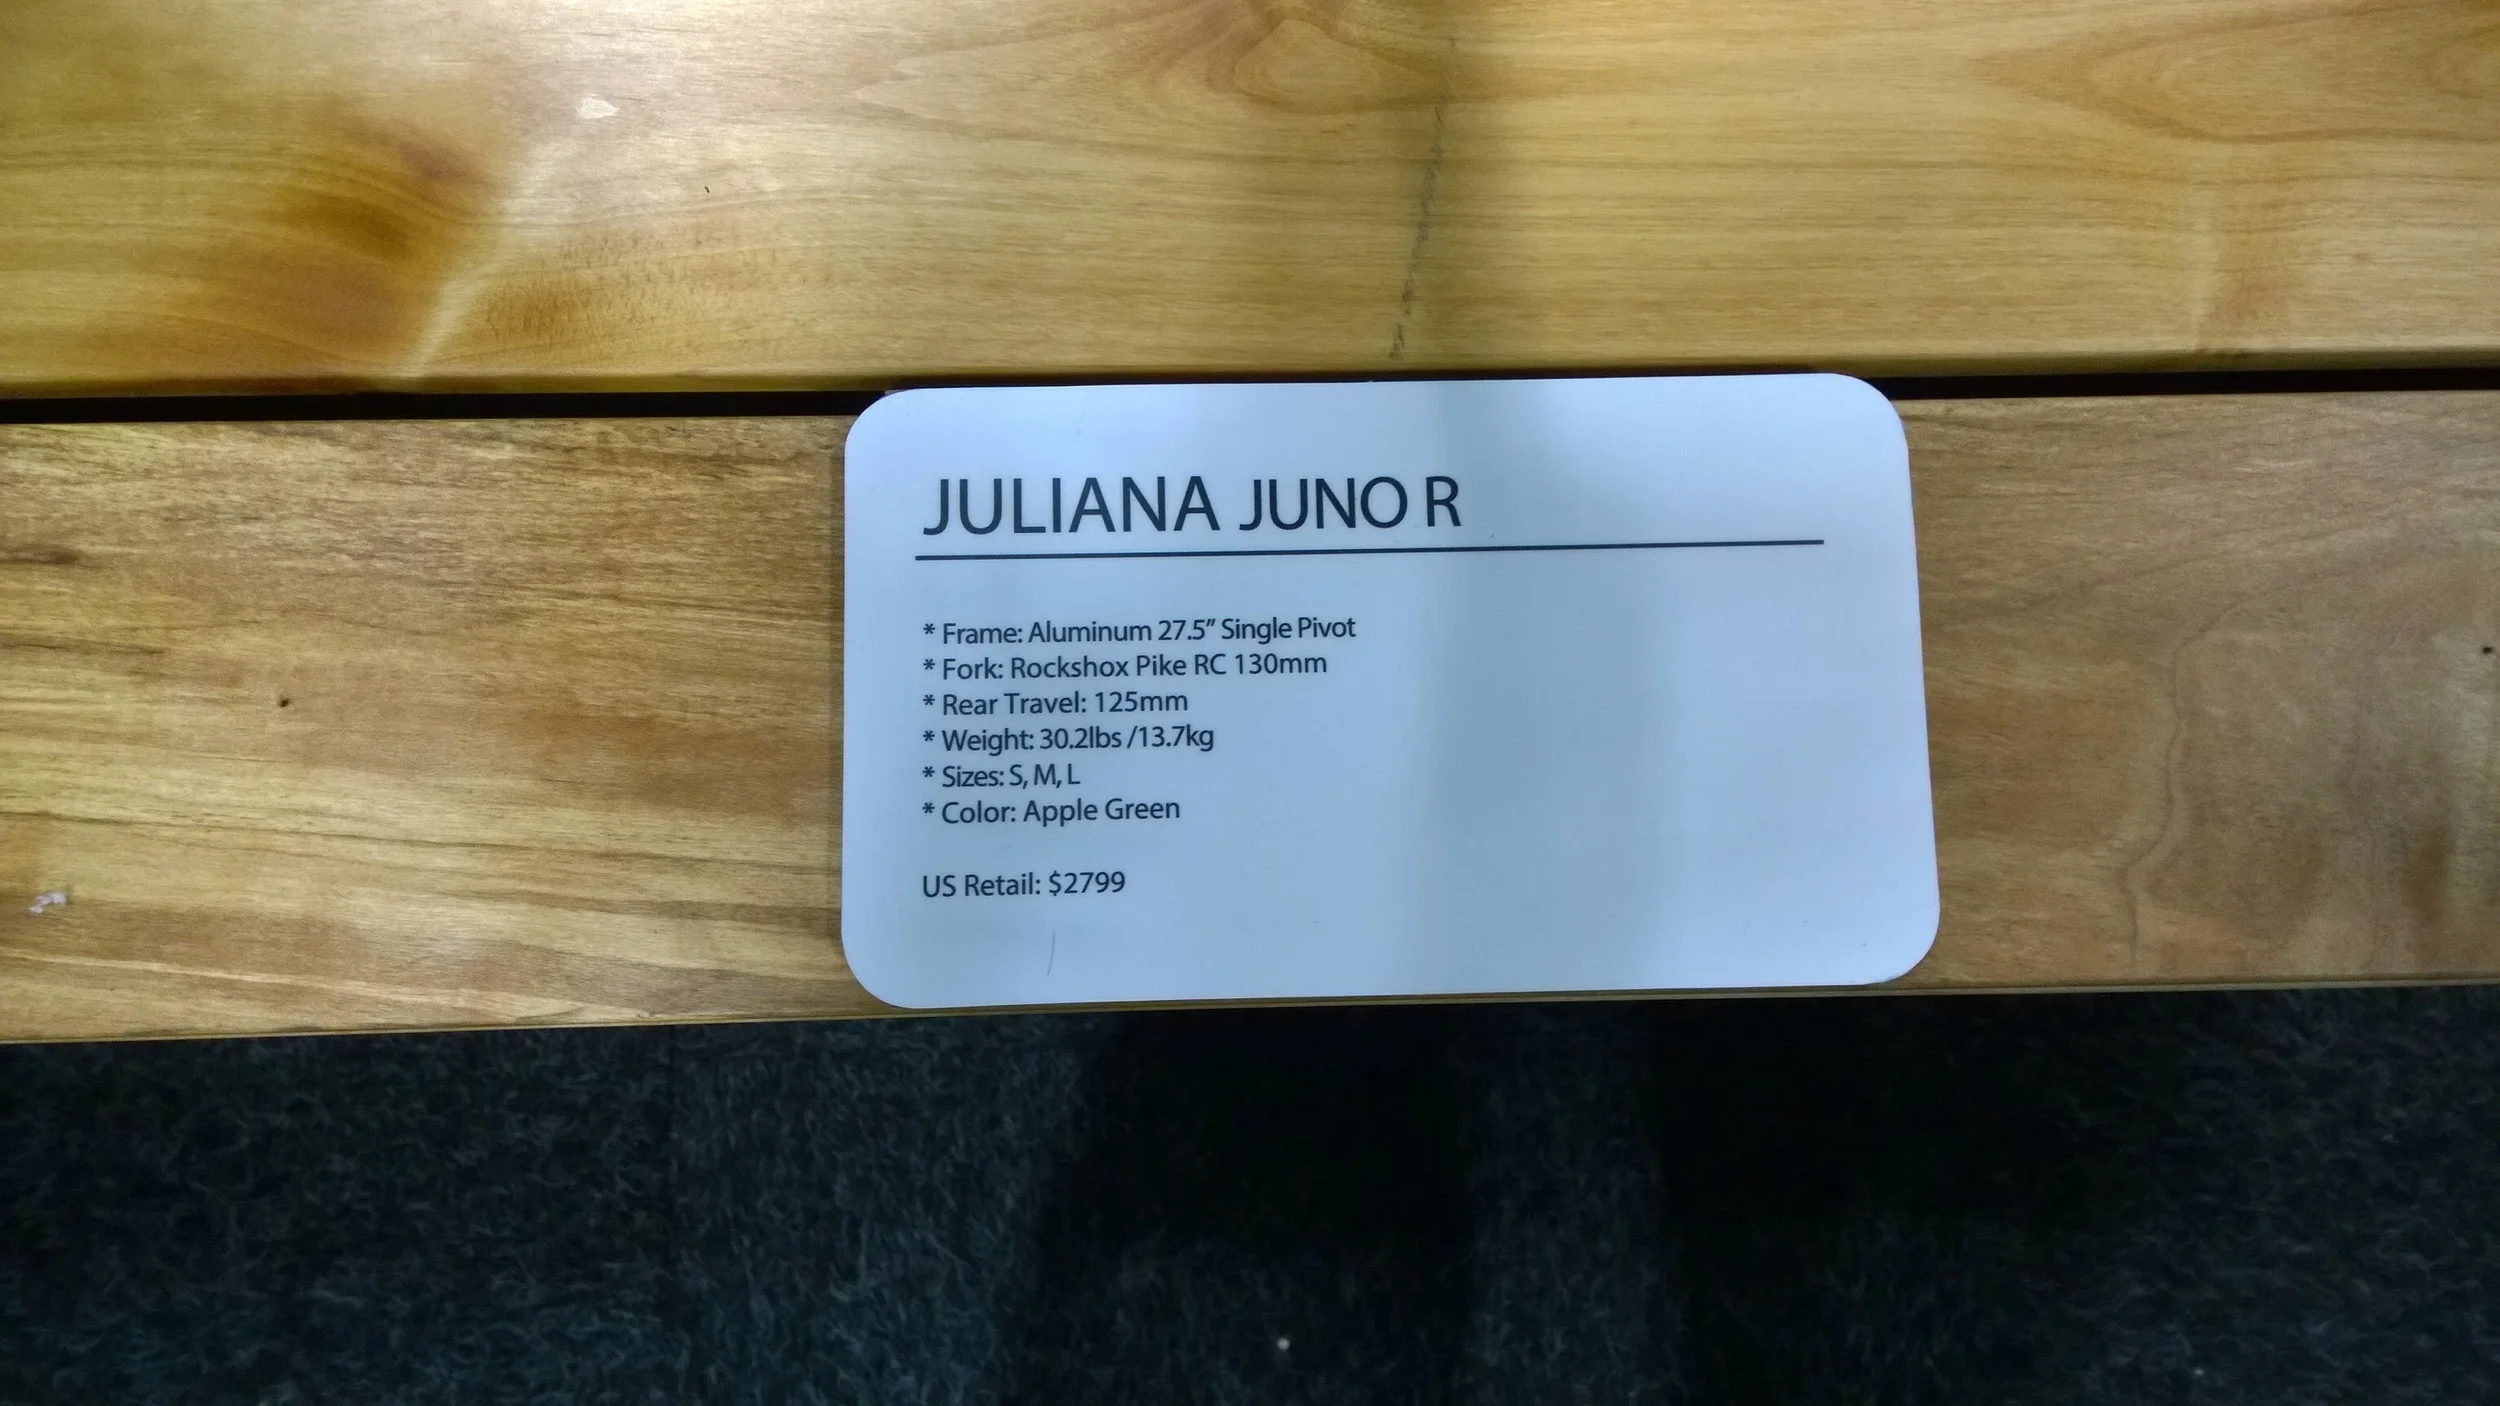 JULIANA JUNO R
* Frame: Aluminum 27.5" Single Pivot
* Fork: Rockshox Pike RC 130mm
* Rear Travel: 125mm
* Weight: 30.2lbs /13.7kg
* Sizes: S, M, L
* Color: Apple Green
US Retail: $2799